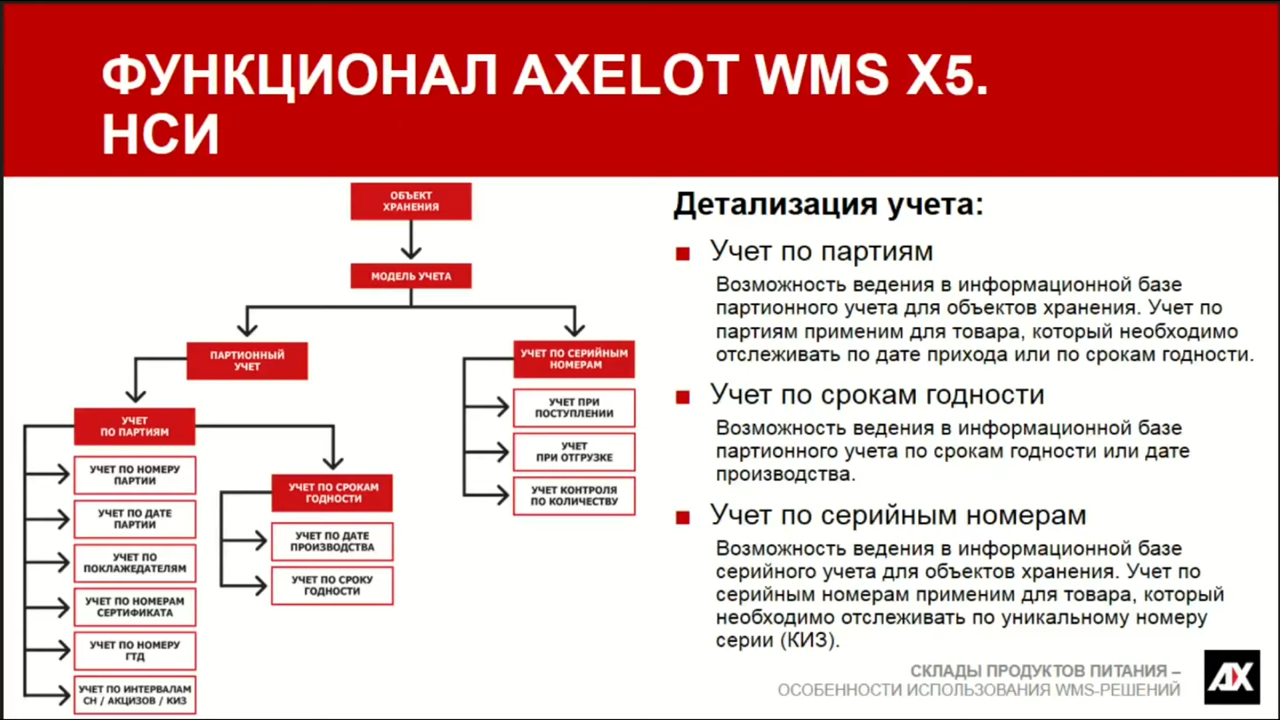 ФУНКЦИОНАЛ AXELOT WMS X5.
НСИ
ОБЪЕКТ
ХРАНЕНИЯ
МОДЕЛЬ УЧЕТА
ПАРТИОННЫЙ
УЧЕТ
УЧЕТ ПО СЕРИЙНЫМ
НОМЕРАМ
УЧЕТ ПРИ
ПОСТУПЛЕНИИ
УЧЕТ
ПРИ ОТГРУЗКЕ
УЧЕТ КОНТРОЛЯ
ПО КОЛИЧЕСТВУ
УЧЕТ
ПО ПАРТИЯМ
УЧЕТ ПО НОМЕРУ
ПАРТИИ
УЧЕТ ПО ДАТЕ
ПАРТИИ
УЧЕТ ПО
ПОКЛАЖЕДАТЕЛЯМ
УЧЕТ ПО НОМЕРАМ
СЕРТИФИКАТА
УЧЕТ ПО НОМЕРУ
ГТД
УЧЕТ ПО ИНТЕРВАЛАМ
СН / АКЦИЗОВ / КИЗ
УЧЕТ ПО СРОКАМ
ГОДНОСТИ
УЧЕТ ПО ДАТЕ
ПРОИЗВОДСТВА
УЧЕТ ПО СРОКУ
ГОДНОСТИ
Детализация учета:
Учет по партиям
Возможность ведения в информационной базе
партионного учета для объектов хранения. Учет по
партиям применим для товара, который необходимо
отслеживать по дате прихода или по срокам годности.
Учет по срокам годности
Возможность ведения в информационной базе
партионного учета по срокам годности или дате
производства.
Учет по серийным номерам
Возможность ведения в информационной базе
серийного учета для объектов хранения. Учет по
серийным номерам применим для товара, который
необходимо отслеживать по уникальному номеру
серии (КИЗ).
СКЛАДЫ ПРОДУКТОВ ПИТАНИЯ –
ОСОБЕННОСТИ ИСПОЛЬЗОВАНИЯ WMS-РЕШЕНИЙ
AX